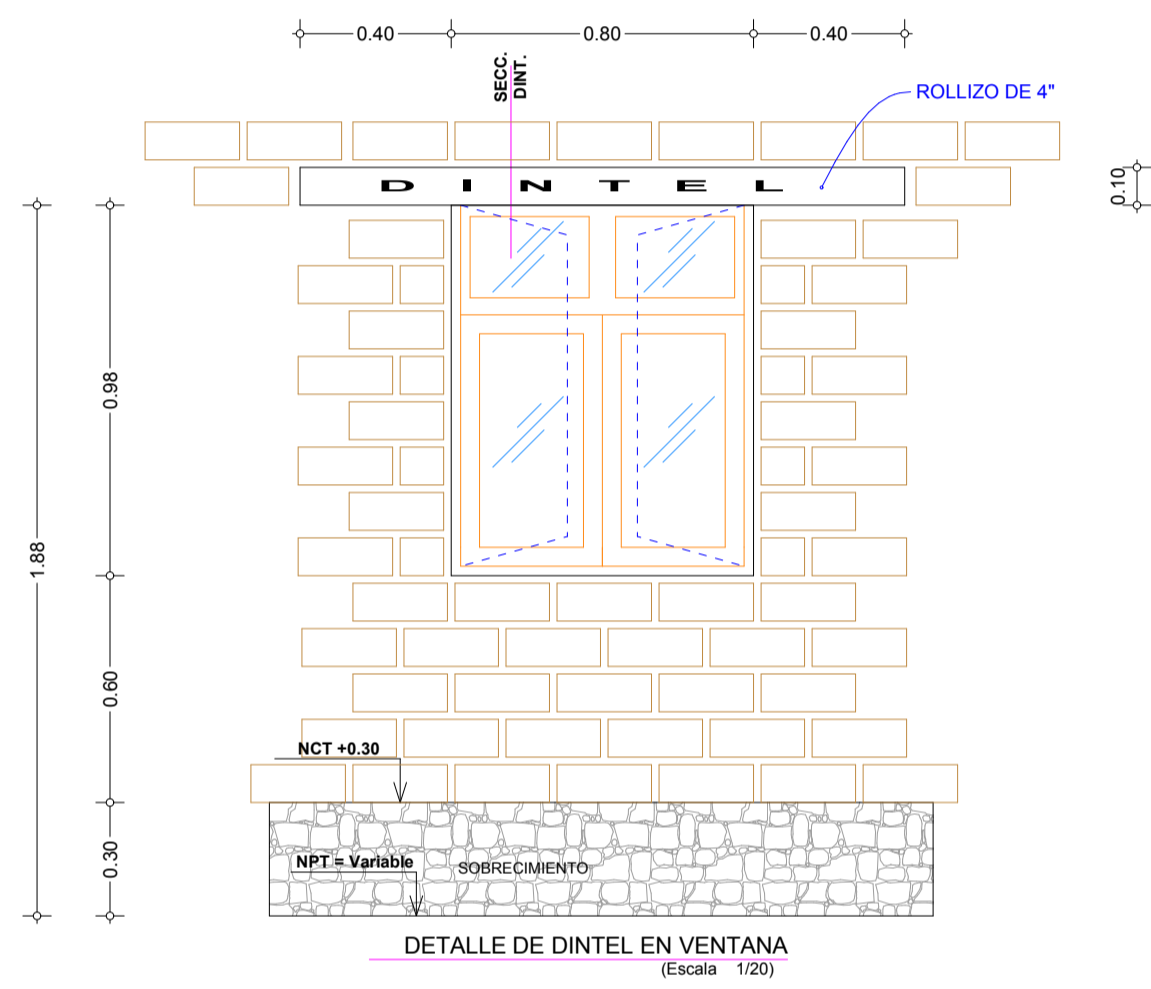 0.40 0.80 0.40
SECC.
DINT.
ROLLIZO DE 4"
DINTEL
0.10
0.98
1.88
0.60
NCT +0.30
0.30
NPT = Variable
SOBRECIMIENTO
DETALLE DE DINTEL EN VENTANA
(Escala 1/20)